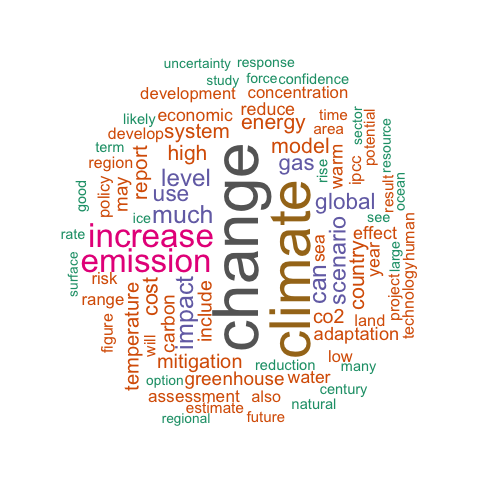 uncertainty response
study force confidence
development concentration
likely economic reduce time sector potential
develop system energy area
term high model
region report gas rise warm ipcc resource
good policy may level use global result ocean
ice much change climate see
rate increase sea can scenario effect human
surface emission country year large
risk impact co2 land project technology
range cost carbon include adaptation
figure temperature will
mitigation reduction low many
option greenhouse water
assessment also century
estimate natural
regional future